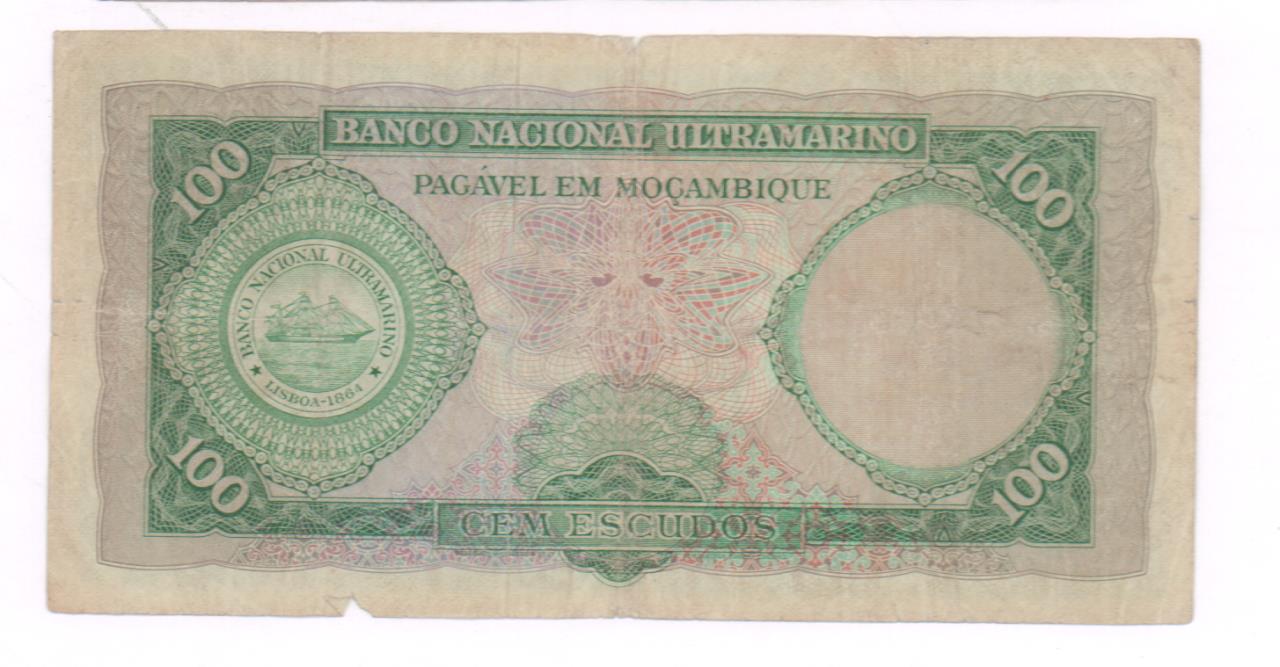 BANCO NACIONAL ULTRAMARINO
PAGÁVEL EM MOÇAMBIQUE
100
100
BANCO NACIONAL ULTRAMARINO
LISBOA-1864
100
100
CEM ESCUDOS